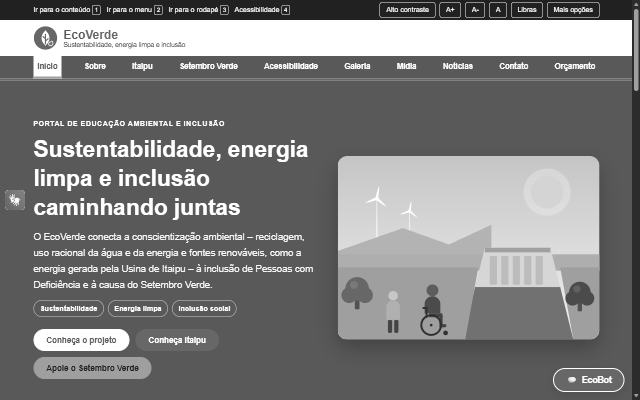 Ir para o conteúdo 1 Ir para o menu 2 Ir para o rodapé 3 Acessibilidade 4
Alto contraste A+ A- A Libras Mais opções
EcoVerde
Sustentabilidade, energia limpa e inclusão
Início Sobre Itaipu Setembro Verde Acessibilidade Galeria Mídia Notícias Contato Orçamento
PORTAL DE EDUCAÇÃO AMBIENTAL E INCLUSÃO
Sustentabilidade, energia
limpa e inclusão
caminhando juntas
O EcoVerde conecta a conscientização ambiental – reciclagem,
uso racional da água e da energia e fontes renováveis, como a
energia gerada pela Usina de Itaipu – à inclusão de Pessoas com
Deficiência e à causa do Setembro Verde.
Sustentabilidade Energia limpa Inclusão social
Conheça o projeto Conheça Itaipu
Apoie o Setembro Verde
EcoBot